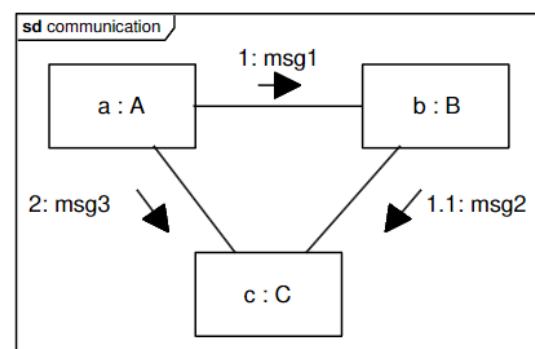 sd communication
1: msg1
a : A
b : B
2: msg3
1.1: msg2
c : C